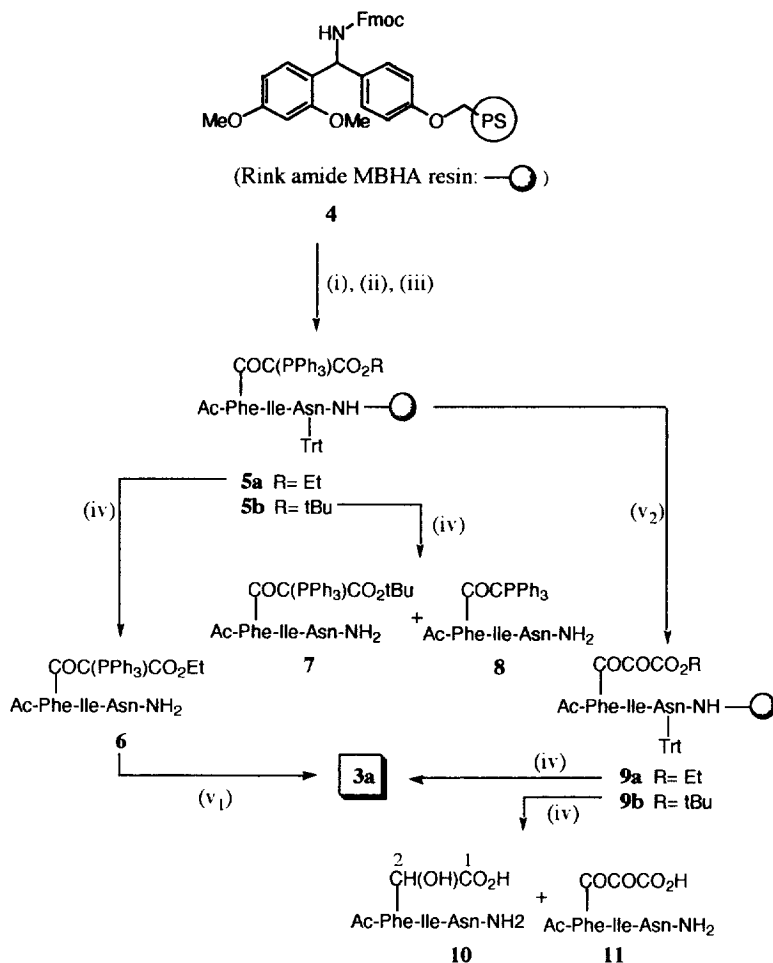 Fmoc
HN
MeO
OMe
O
PS
(Rink amide MBHA resin: )
4
(i), (ii), (iii)
COC(PPh3)CO2R
Ac-Phe-Ile-Asn-NH
Trt
5a R= Et
5b R= tBu
(iv)
(iv)
(v2)
COC(PPh3)CO2tBu
Ac-Phe-Ile-Asn-NH2
7
+
COCPPh3
Ac-Phe-Ile-Asn-NH2
8
COC(PPh3)CO2Et
Ac-Phe-Ile-Asn-NH2
6
COCOCO2R
Ac-Phe-Ile-Asn-NH
Trt
9a R= Et
9b R= tBu
(v1)
3a
(iv)
(iv)
2 1
CH(OH)CO2H
Ac-Phe-Ile-Asn-NH2
10
+
COCOCO2H
Ac-Phe-Ile-Asn-NH2
11